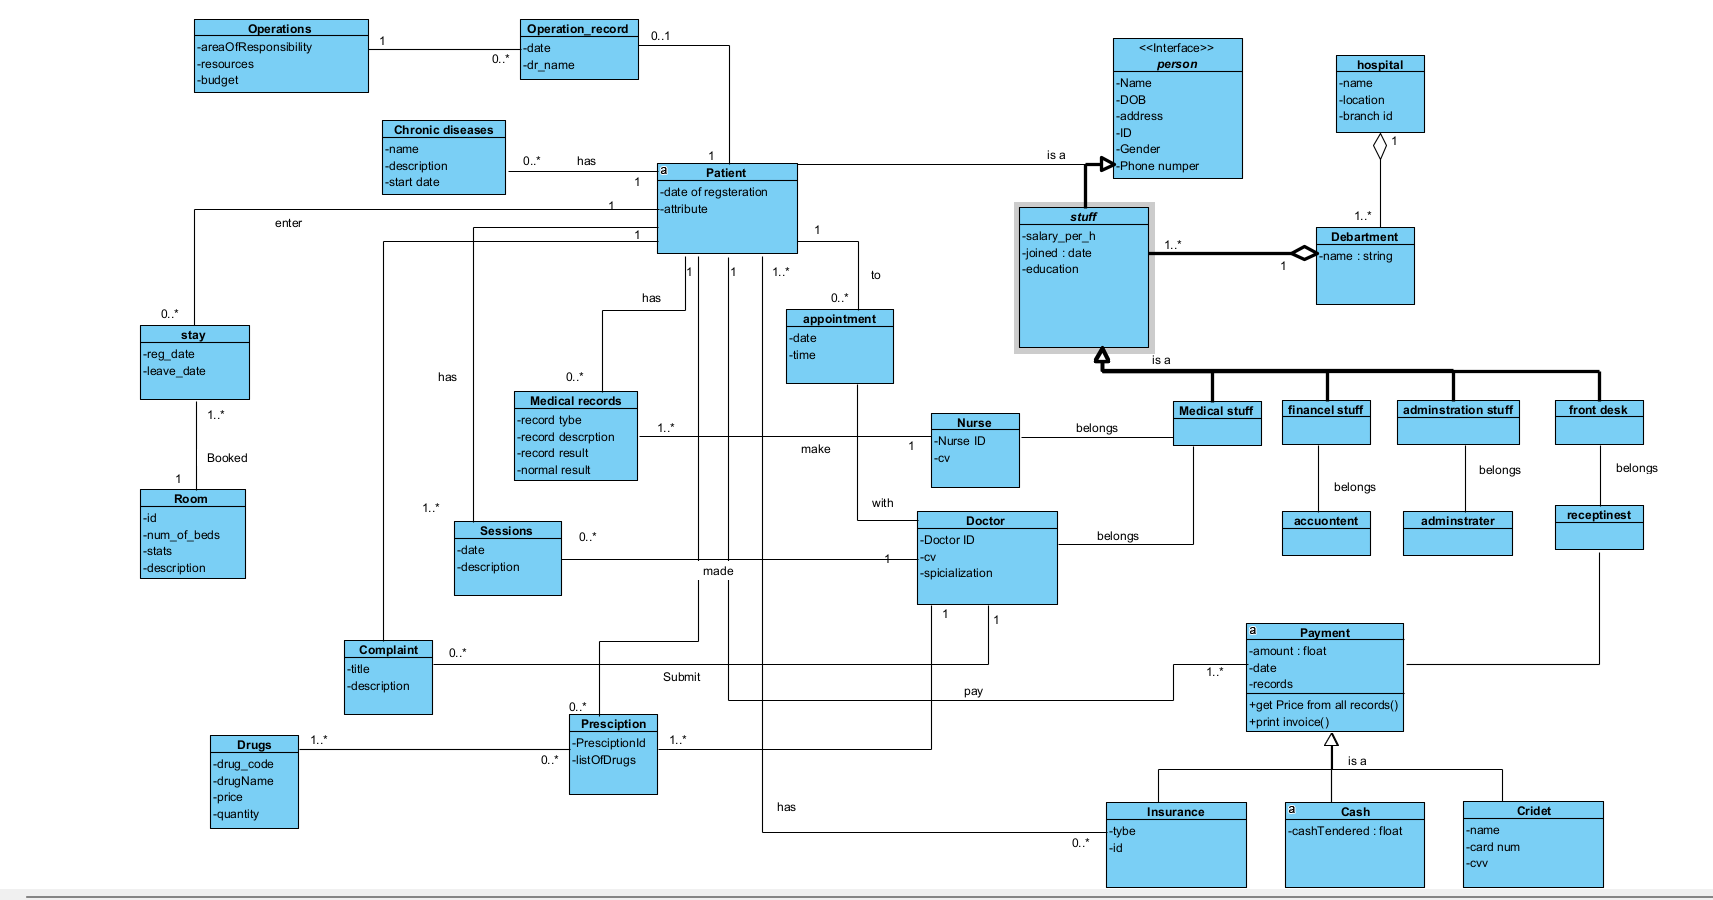 Operations
-areaOfResponsibility
-resources
-budget
1
0..*
Operation_record
-date
-dr_name
0..1
<<Interface>>
person
-Name
-DOB
-address
-ID
-Gender
-Phone numper
hospital
-name
-location
-branch id
1
1..*
Chronic diseases
-name
-description
-start date
0..*
has
1
1
is a
a
Patient
-date of regsteration
-attribute
1
enter
1
1
to
0..*
stuff
-salary_per_h
-joined : date
-education
1..*
1
Debartment
-name : string
1
1
1..*
has
0..*
appointment
-date
-time
is a
0..*
stay
-reg_date
-leave_date
1..*
Booked
1
Room
-id
-num_of_beds
-stats
-description
has
1..*
Medical records
-record tybe
-record descrption
-record result
-normal result
1..*
make
1
Nurse
-Nurse ID
-cv
belongs
Medical stuff
financel stuff
adminstration stuff
front desk
belongs
belongs
belongs
accuontent
adminstrater
receptinest
with
Sessions
-date
-description
0..*
1
made
Doctor
-Doctor ID
-cv
-spicialization
belongs
1
1
Complaint
-title
-description
0..*
Submit
a
Payment
-amount : float
-date
-records
+get Price from all records()
+print invoice()
1..*
pay
0..*
Presciption
-PresciptionId
-listOfDrugs
1..*
Drugs
-drug_code
-drugName
-price
-quantity
1..*
0..*
is a
has
0..*
Insurance
-tybe
-id
a
Cash
-cashTendered : float
Cridet
-name
-card num
-cvv